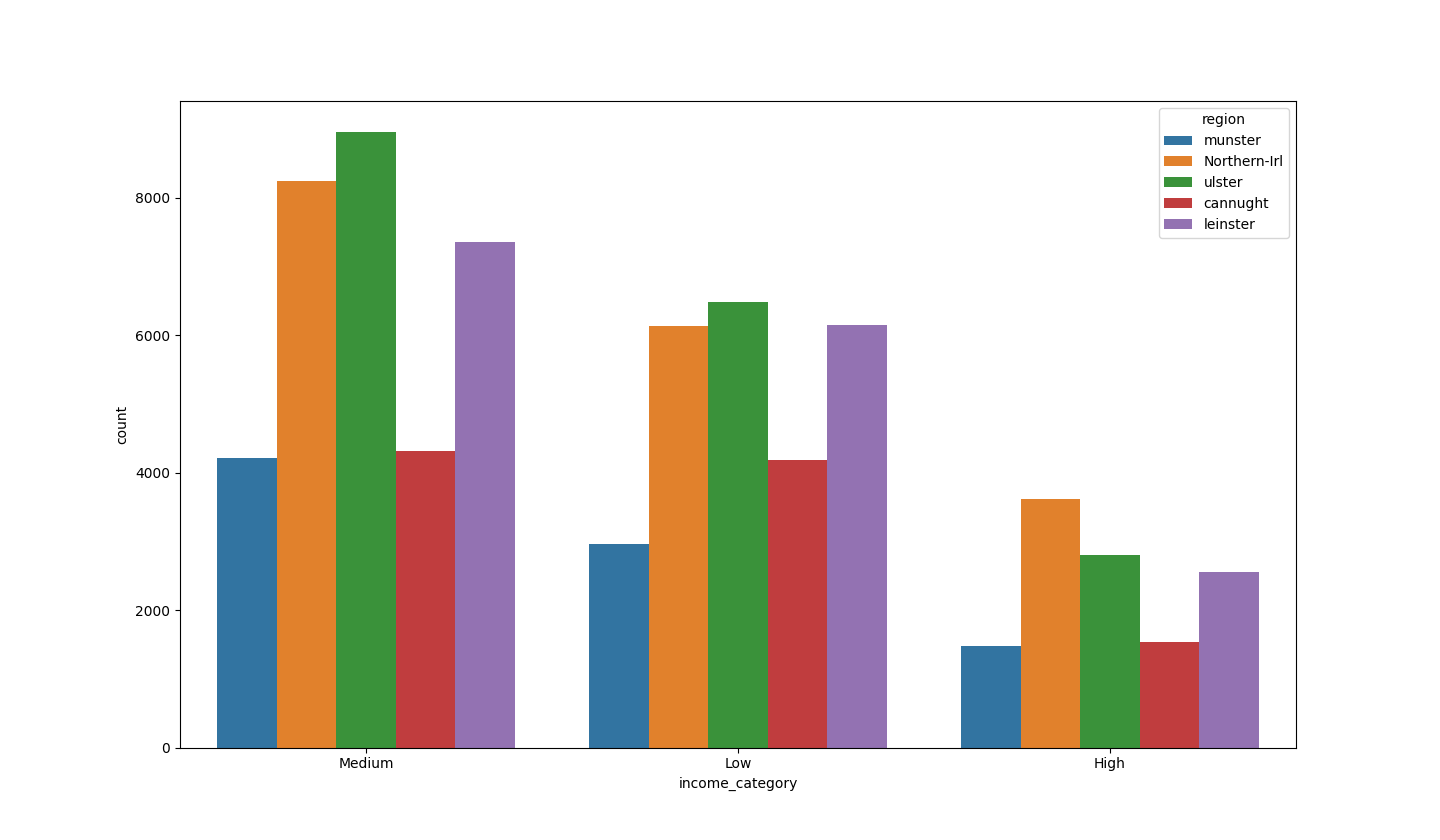 region
munster
Northern-Irl
ulster
cannught
leinster
8000
6000
4000
2000
0
count
Medium
Low
High
income_category